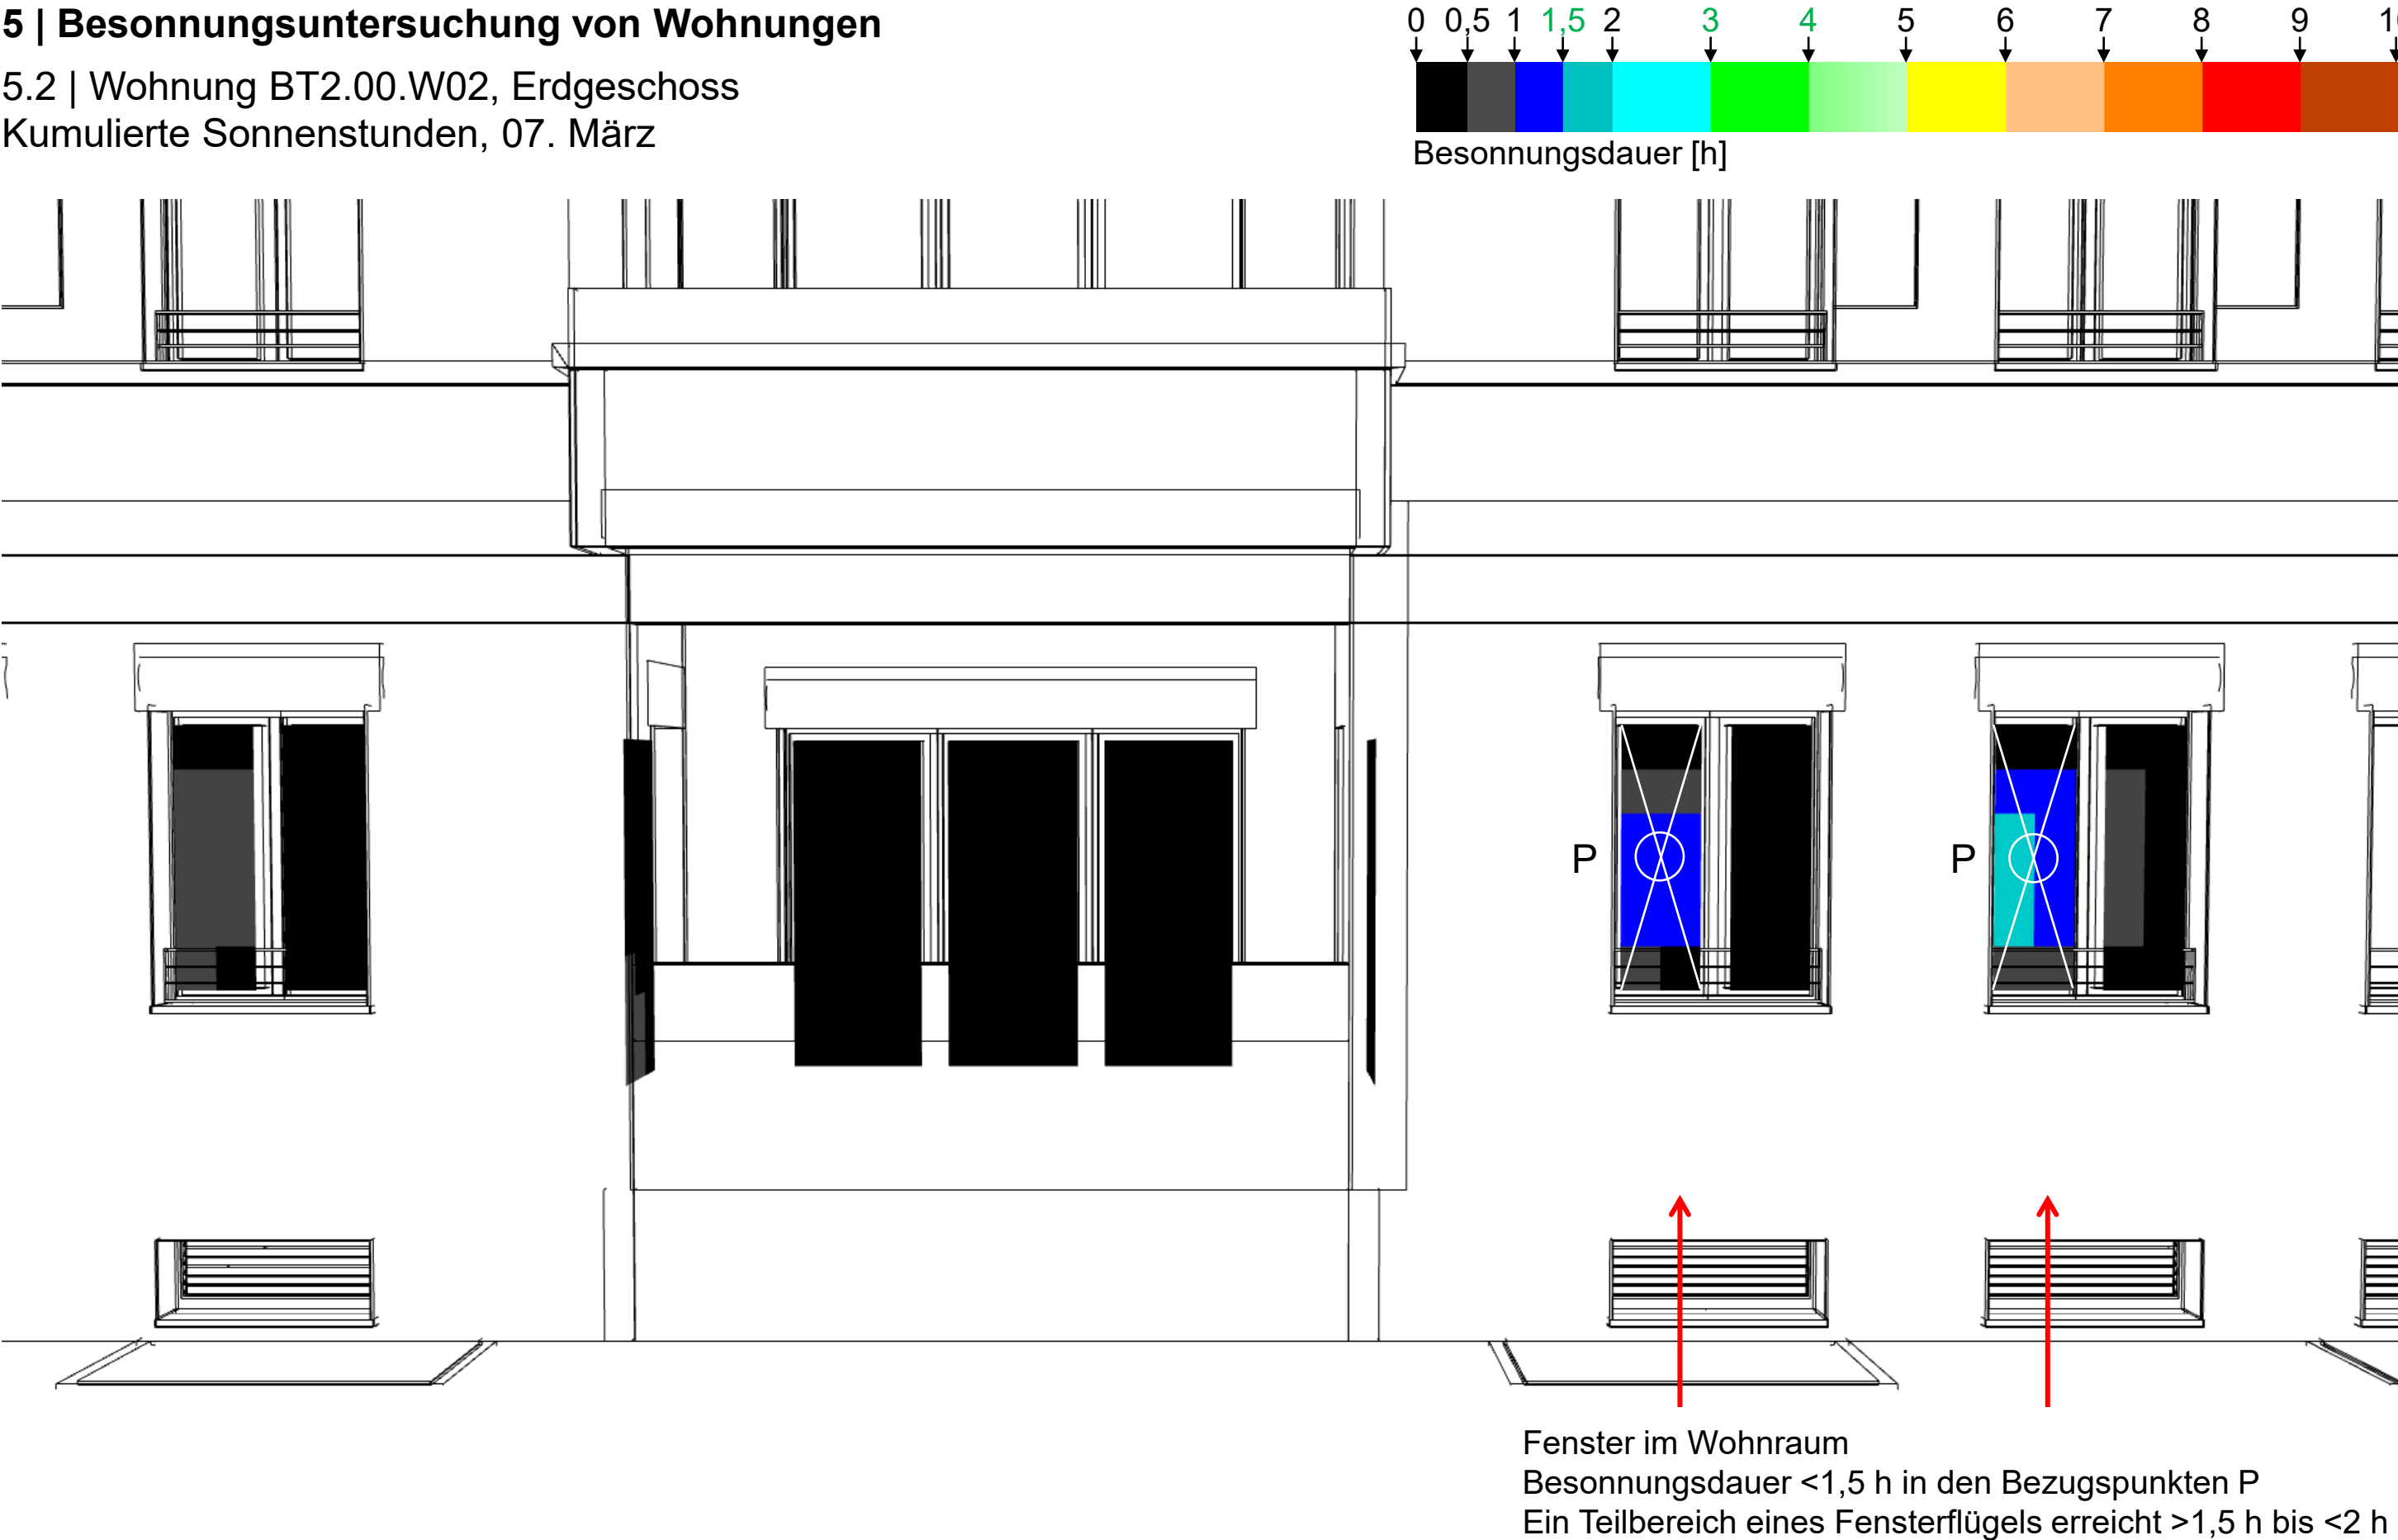 5 | Besonnungsuntersuchung von Wohnungen
5.2 | Wohnung BT2.00.W02, Erdgeschoss
Kumulierte Sonnenstunden, 07. März
0 0,5 1 1,5 2 3 4 5 6 7 8 9
Besonnungsdauer [h]
P P
Fenster im Wohnraum
Besonnungsdauer <1,5 h in den Bezugspunkten P
Ein Teilbereich eines Fensterflügels erreicht >1,5 h bis <2 h